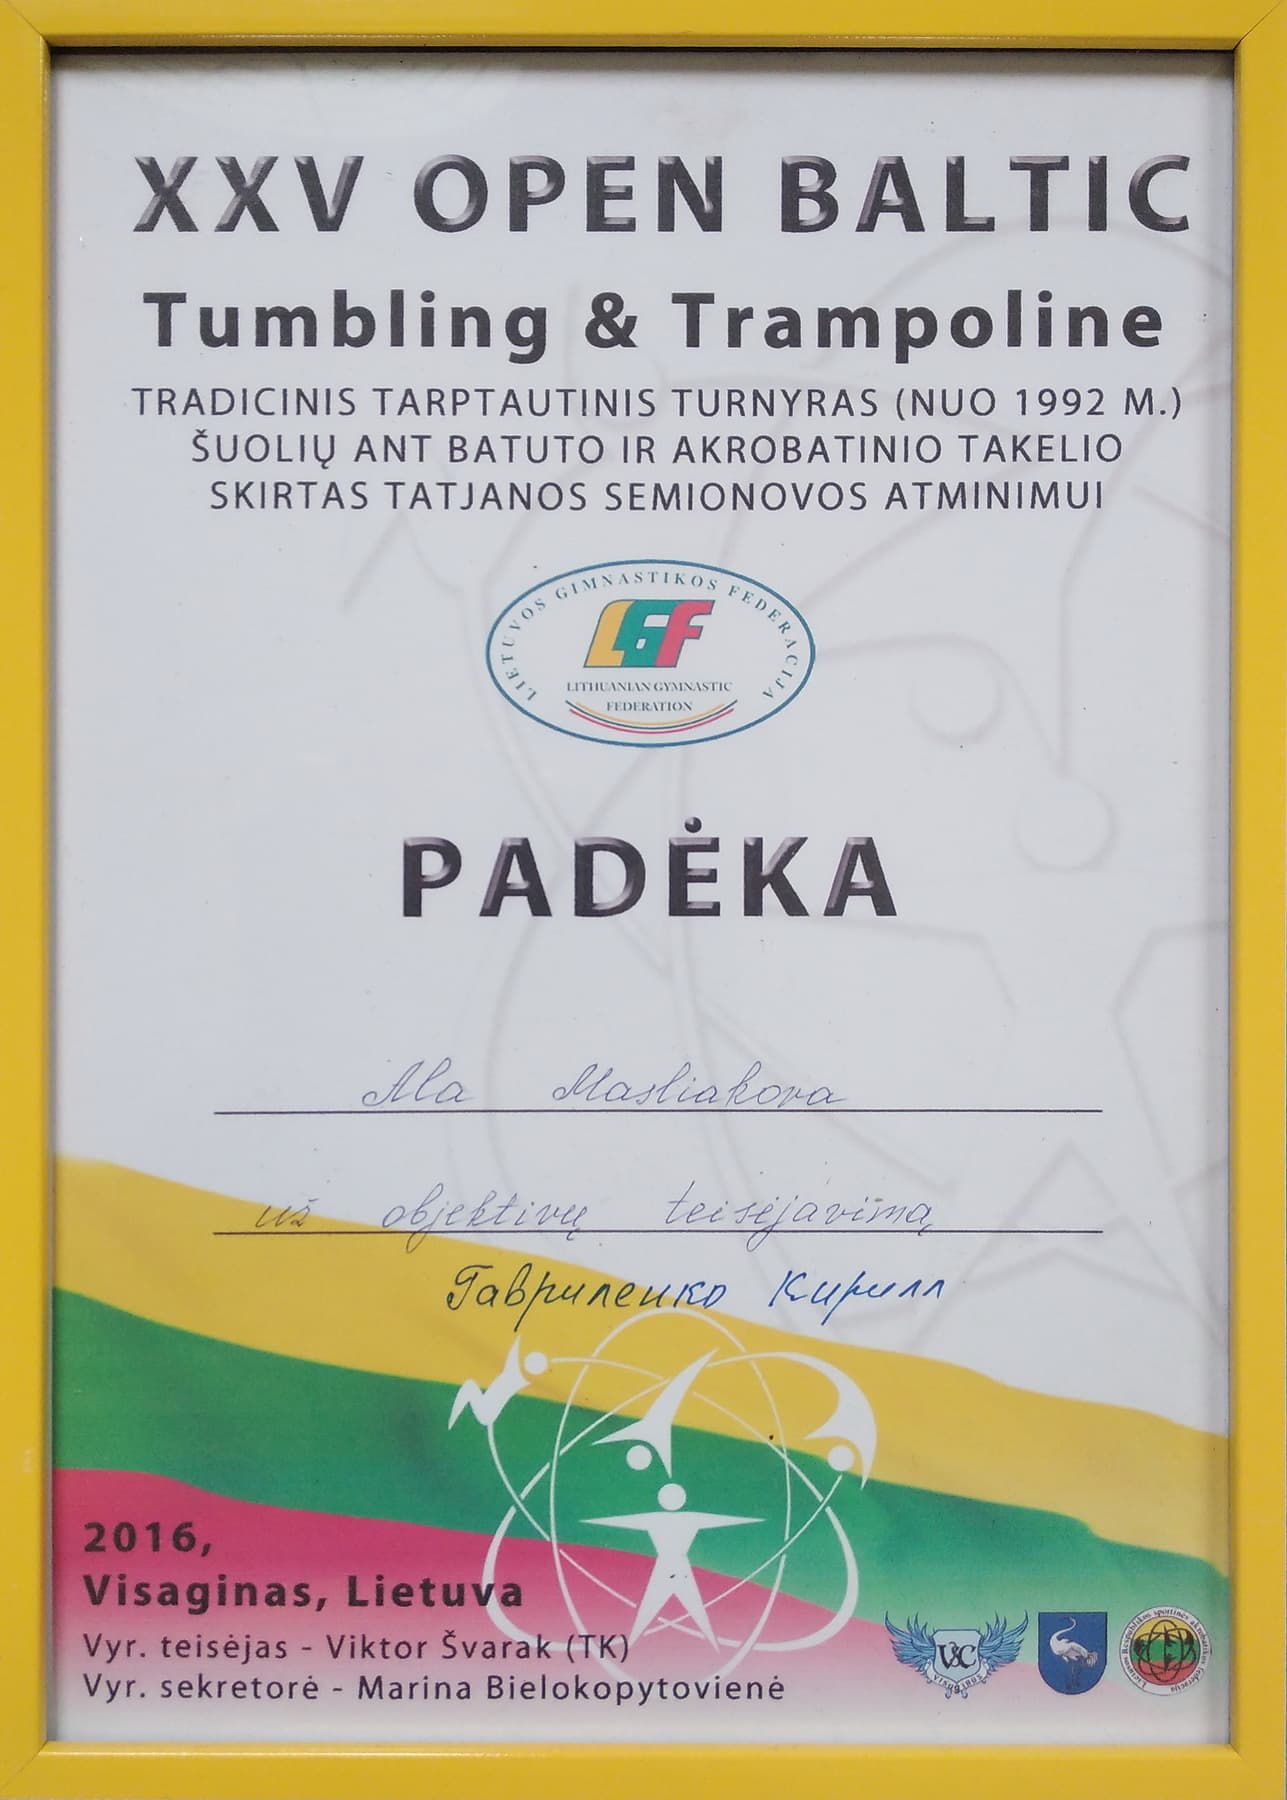 XXV OPEN BALTIC
Tumbling & Trampoline
TRADICINIS TARPTAUTINIS TURNYRAS (NUO 1992 M.)
ŠUOLIŲ ANT BATUTO IR AKROBATINIO TAKELIO
SKIRTAS TATJANOS SEMIONOVOS ATMINIMUI
LIETUVOS GIMNASTIKOS FEDERACIJA
LGF
LITHUANIAN GYMNASTIC
FEDERATION
PADĖKA
Ala Masliakova
už objektivų teisėjavimą
Гавриленко Кирилл
2016,
Visaginas, Lietuva
Vyr. teisėjas - Viktor Švarak (TK)
Vyr. sekretorė - Marina Bielokopytovienė
V&C
VISAGINAS